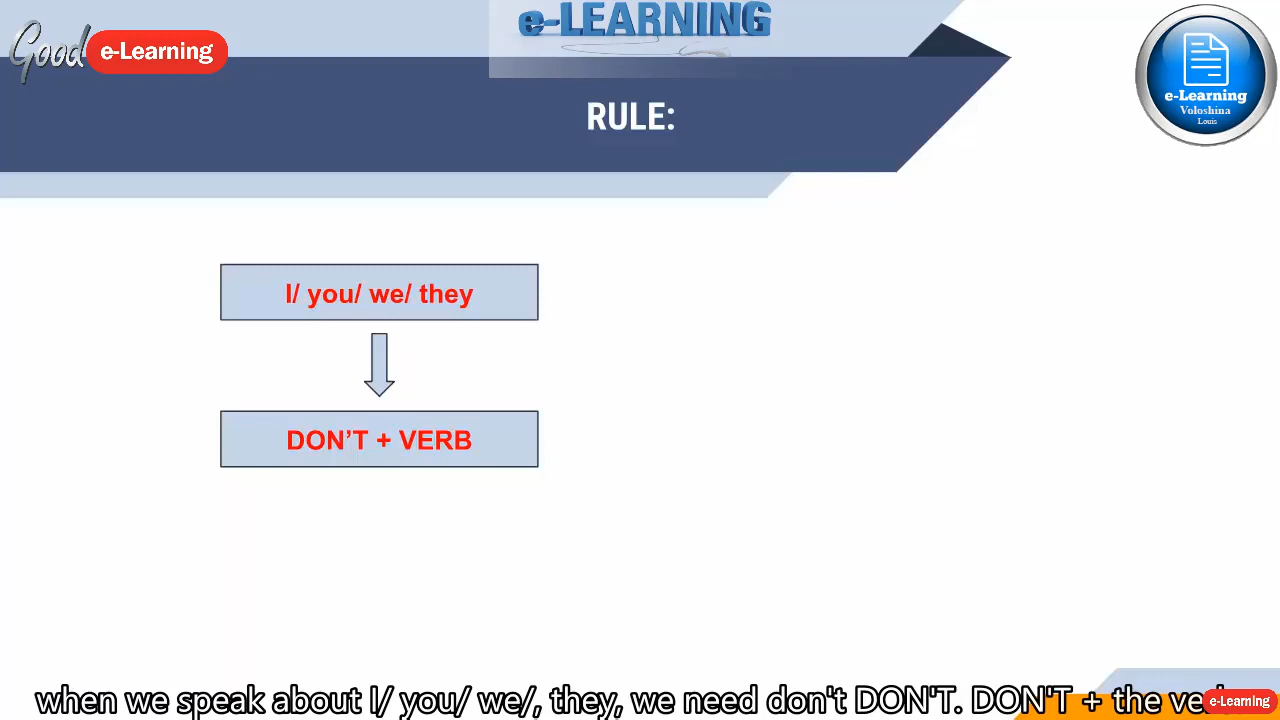 e-LEARNING
Good e-Learning
e-Learning
Voloshina
Louis
RULE:
I/ you/ we/ they
DON'T + VERB
when we speak about I/ you/ we/, they, we need don't DON'T. DON'T + the
e-Learning